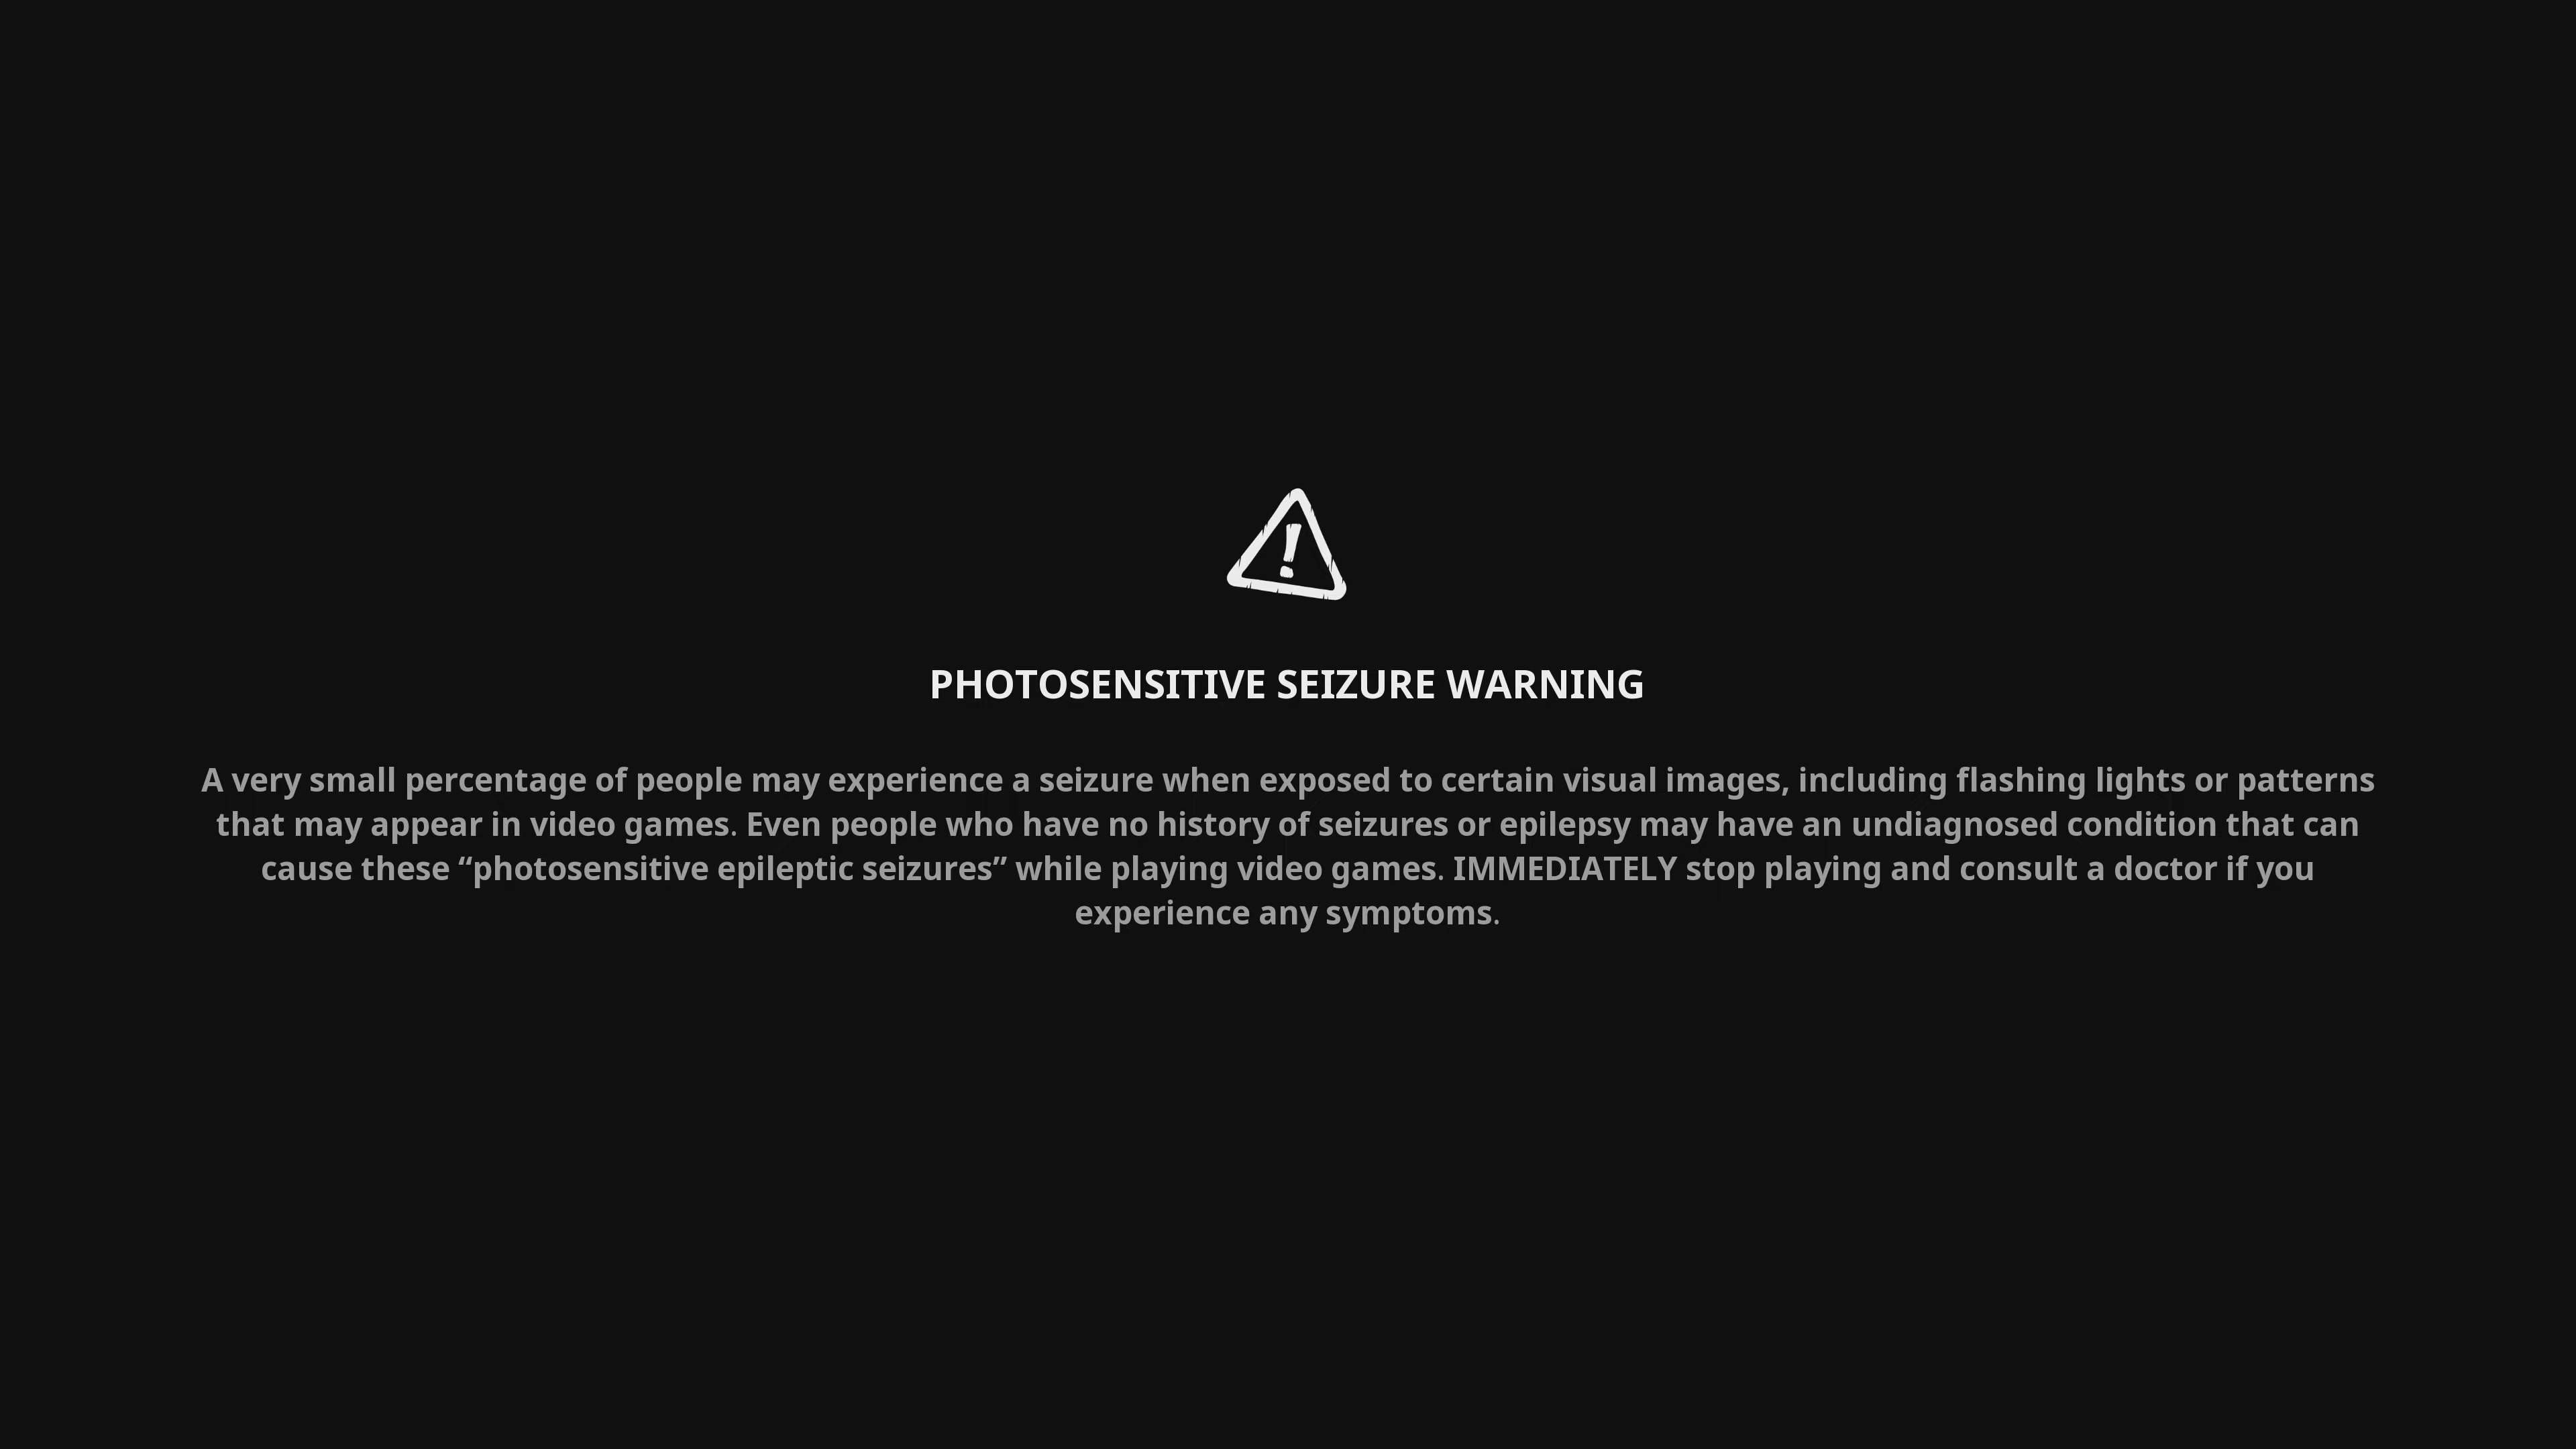 PHOTOSENSITIVE SEIZURE WARNING
A very small percentage of people may experience a seizure when exposed to certain visual images, including flashing lights or patterns
that may appear in video games. Even people who have no history of seizures or epilepsy may have an undiagnosed condition that can
cause these “photosensitive epileptic seizures” while playing video games. IMMEDIATELY stop playing and consult a doctor if you
experience any symptoms.